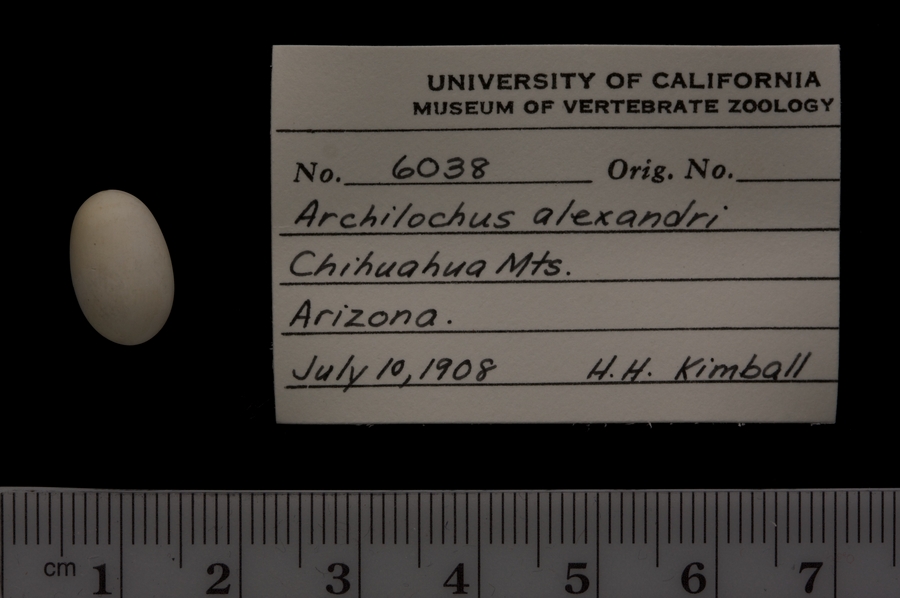 UNIVERSITY OF CALIFORNIA
MUSEUM OF VERTEBRATE ZOOLOGY
No. 6038 Orig. No.
Archilochus alexandri
Chihuahua Mts.
Arizona.
July 10, 1908 H.H. Kimball
cm 1 2 3 4 5 6 7